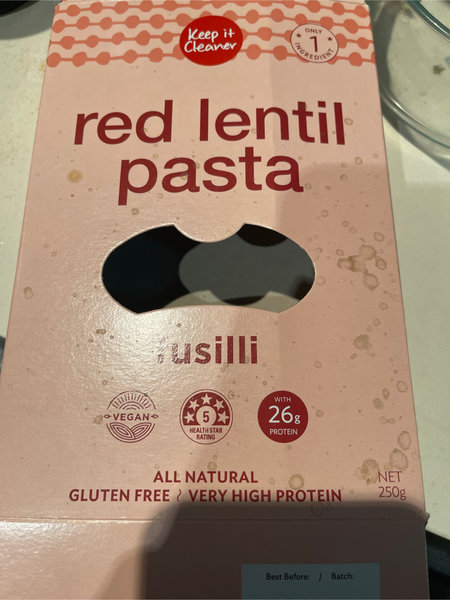 Keep it
Cleaner
ONLY
1
INGREDIENT
red lentil
pasta
fusilli
VEGAN
5
HEALTH STAR
RATING
WITH
26g
PROTEIN
ALL NATURAL
GLUTEN FREE VERY HIGH PROTEIN
NET
250g
Best Before: / Batch: